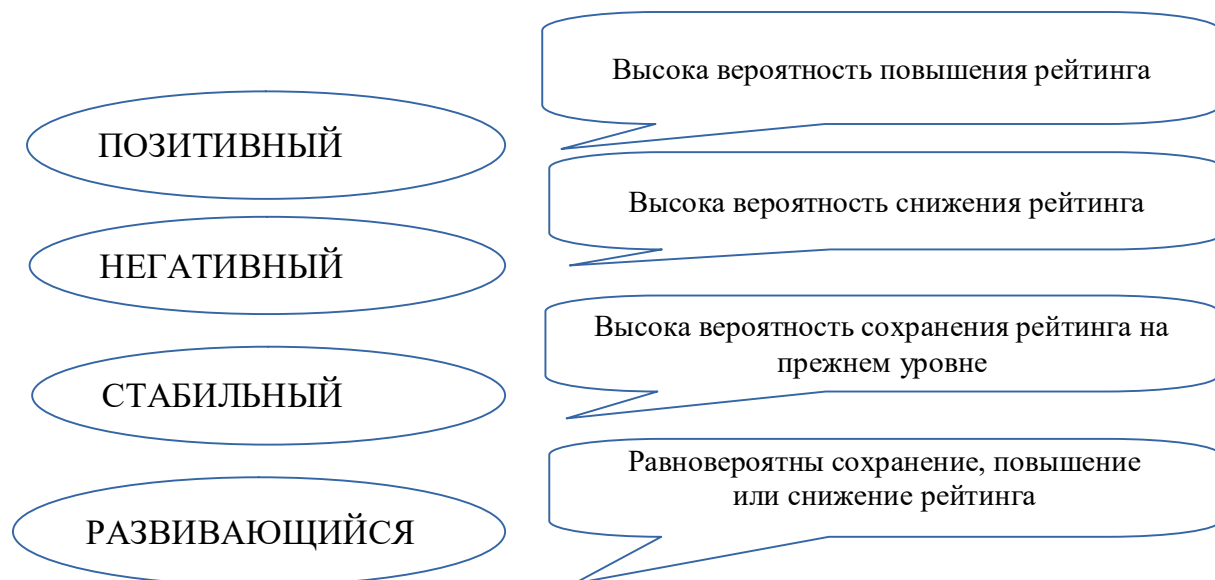 Высока вероятность повышения рейтинга
ПОЗИТИВНЫЙ
Высока вероятность снижения рейтинга
НЕГАТИВНЫЙ
Высока вероятность сохранения рейтинга на
прежнем уровне
СТАБИЛЬНЫЙ
Равновероятны сохранение, повышение
или снижение рейтинга
РАЗВИВАЮЩИЙСЯ